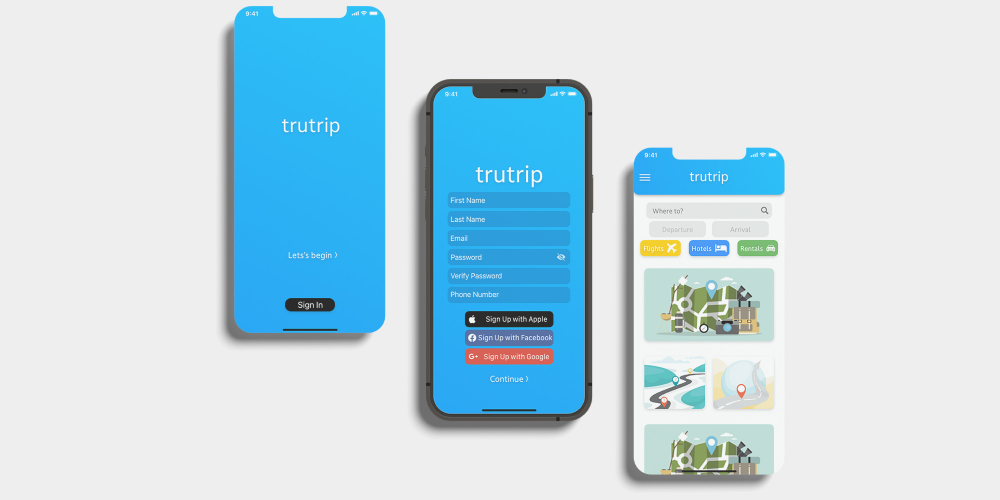 9:41
trutrip
Lets's begin >
Sign In
9:41
trutrip
First Name
Last Name
Email
Password
Verify Password
Phone Number
Sign Up with Apple
Sign Up with Facebook
G+ Sign Up with Google
Continue >
9:41
trutrip
Where to?
Departure Arrival
Flights Hotels Rentals